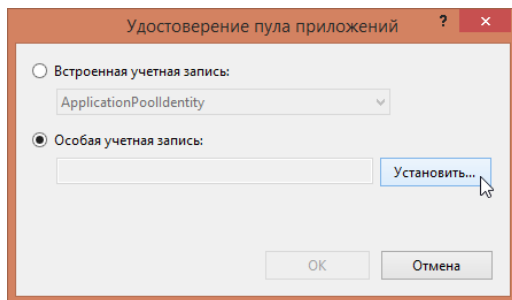 Удостоверение пула приложений
?
×
Встроенная учетная запись:
ApplicationPoolIdentity
Особая учетная запись:
Установить...
OK
Отмена